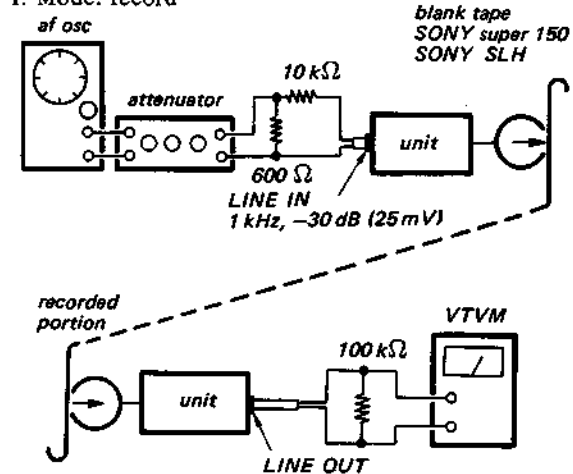 1. Mode: record
af osc
blank tape
SONY super 150
SONY SLH
attenuator
10 kΩ
unit
600 Ω
LINE IN
1 kHz, −30 dB (25 mV)
recorded
portion
VTVM
100 kΩ
unit
LINE OUT